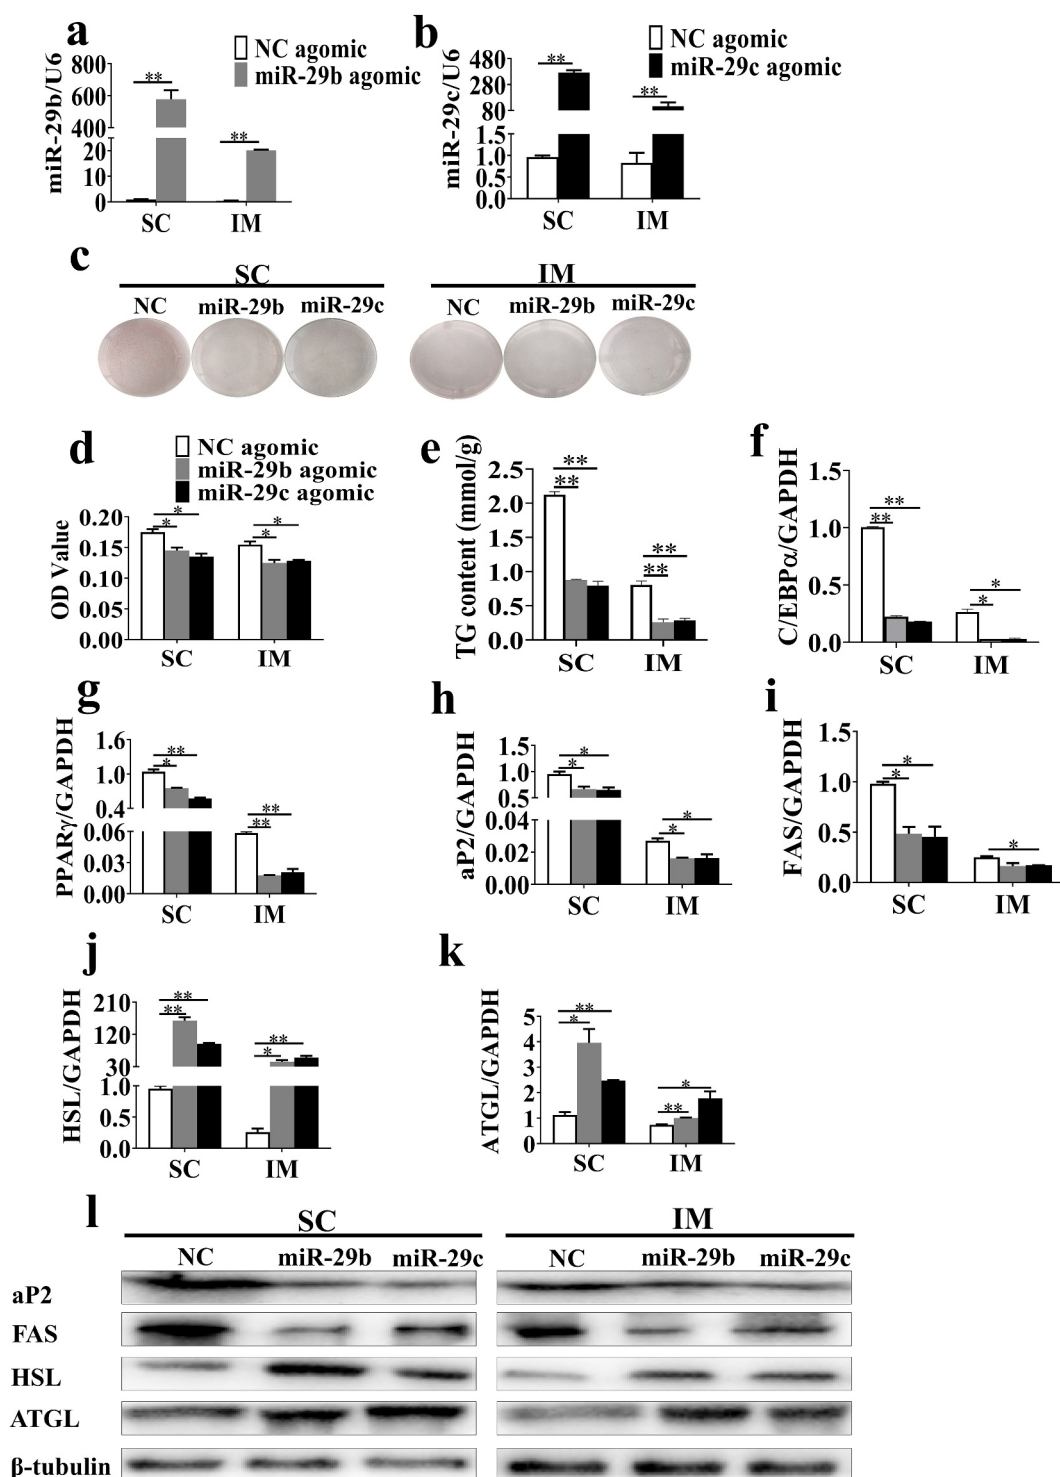 a
NC agomic
miR-29b agomic
miR-29b/U6
800
600
400
20
10
0
**
**
SC
IM
b
NC agomic
miR-29c agomic
miR-29c/U6
480
280
80
1.5
1.0
0.5
0.0
**
**
SC
IM
c
SC
NC
miR-29b
miR-29c
IM
NC
miR-29b
miR-29c
d
NC agomic
miR-29b agomic
miR-29c agomic
OD Value
0.20
0.15
0.10
0.05
0.00
*
*
*
*
SC
IM
e
TG content (mmol/g)
2.5
2.0
1.5
1.0
0.5
0.0
**
**
**
**
SC
IM
f
C/EBPα/GAPDH
1.5
1.0
0.5
0.0
**
**
*
*
SC
IM
g
PPARγ/GAPDH
1.6
1.0
0.4
0.06
0.03
0.00
**
*
**
**
SC
IM
h
aP2/GAPDH
1.5
1.0
0.5
0.04
0.02
0.00
*
*
*
*
SC
IM
i
FAS/GAPDH
1.5
1.0
0.5
0.0
*
*
*
SC
IM
j
HSL/GAPDH
210
120
30
1.0
0.5
0.0
**
**
**
*
SC
IM
k
ATGL/GAPDH
5
4
3
2
1
0
**
*
*
**
SC
IM
l
SC
NC
miR-29b
miR-29c
IM
NC
miR-29b
miR-29c
aP2
FAS
HSL
ATGL
β-tubulin